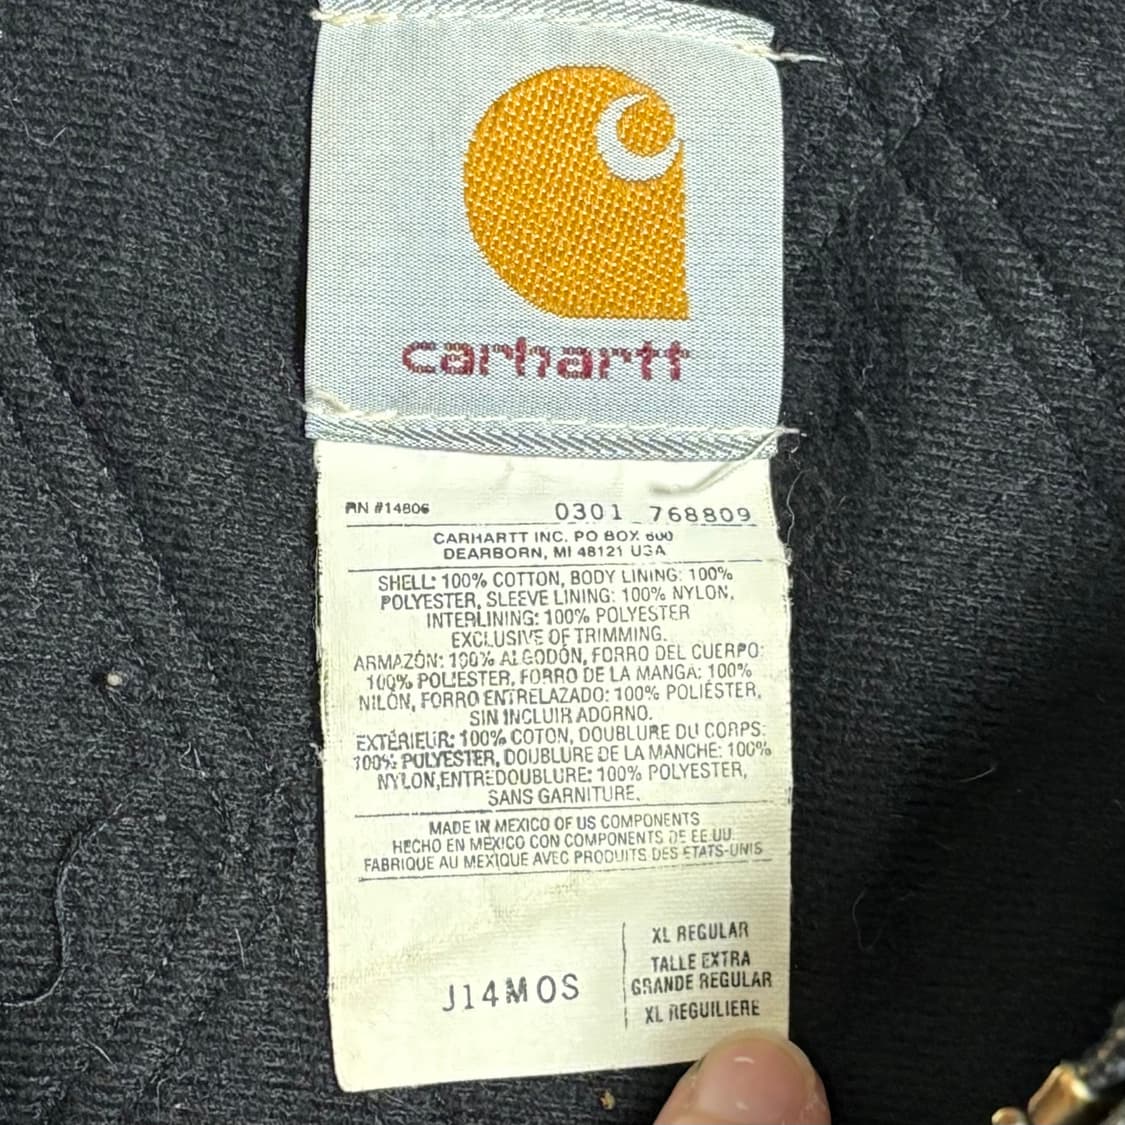 carhartt
RN #14806
0301 768809
CARHARTT INC. PO BOX 600
DEARBORN, MI 48121 USA
SHELL: 100% COTTON, BODY LINING: 100%
POLYESTER, SLEEVE LINING: 100% NYLON,
INTERLINING: 100% POLYESTER
EXCLUSIVE OF TRIMMING.
ARMAZÓN: 100% ALGODÓN, FORRO DEL CUERPO:
100% POLIESTER, FORRO DE LA MANGA: 100%
NILÓN, FORRO ENTRELAZADO: 100% POLIÉSTER,
SIN INCLUIR ADORNO.
EXTÉRIEUR: 100% COTON, DOUBLURE DU CORPS:
100% POLYESTER, DOUBLURE DE LA MANCHE: 100%
NYLON,ENTREDOUBLURE: 100% POLYESTER,
SANS GARNITURE.
MADE IN MEXICO OF US COMPONENTS
HECHO EN MÉXICO CON COMPONENTS DE EE.UU.
FABRIQUE AU MEXIQUE AVEC PRODUITS DES ETATS-UNIS
J14MOS
XL REGULAR
TALLE EXTRA
GRANDE REGULAR
XL REGUILIERE